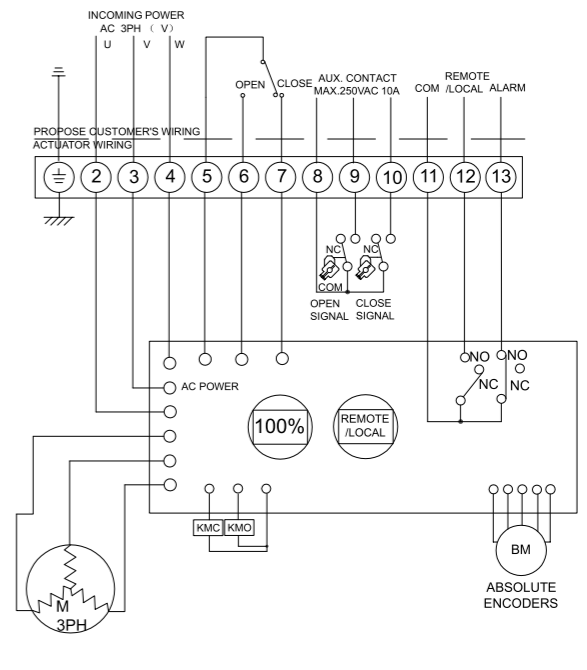 INCOMING POWER
AC 3PH ( V)
U V W
OPEN CLOSE
AUX. CONTACT
MAX.250VAC 10A
COM
REMOTE
/LOCAL
ALARM
PROPOSE CUSTOMER'S WIRING
ACTUATOR WIRING
2 3 4 5 6 7 8 9 10 11 12 13
NC NC
COM
OPEN
SIGNAL
CLOSE
SIGNAL
NO NO
NC NC
AC POWER
100%
REMOTE
/LOCAL
KMC KMO
BM
ABSOLUTE
ENCODERS
M
3PH